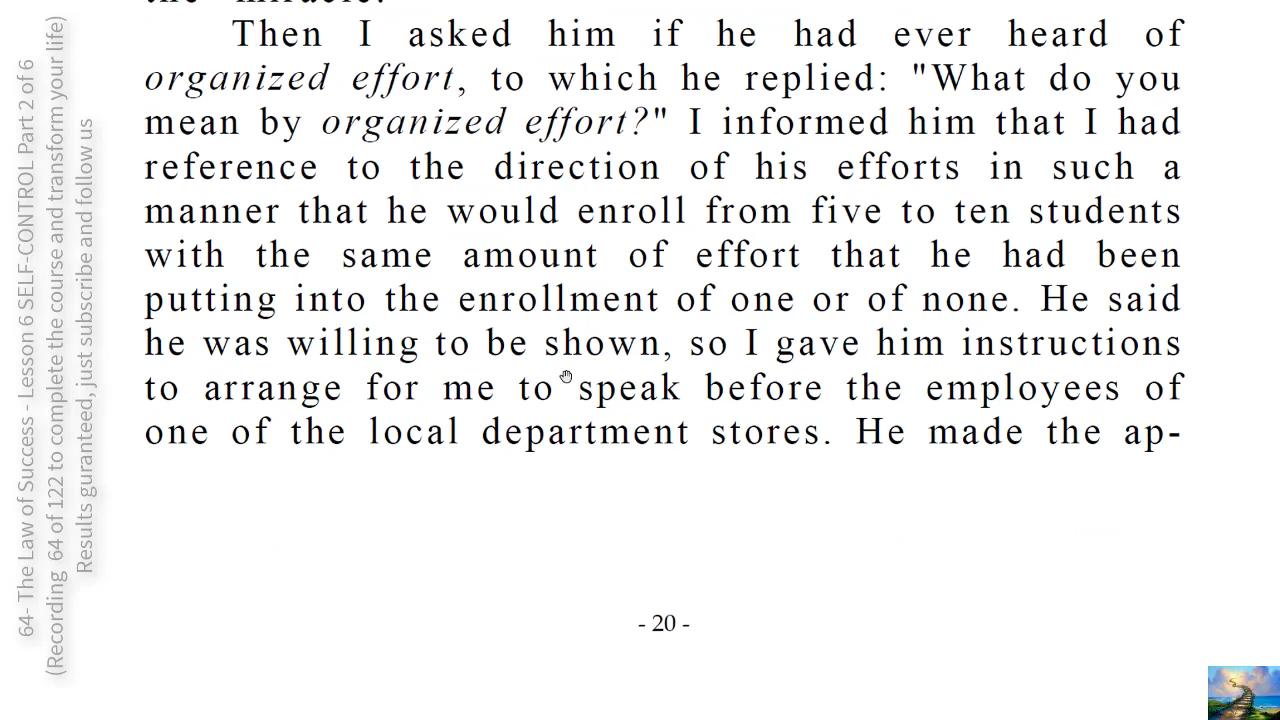 the miracle.
Then I asked him if he had ever heard of
organized effort, to which he replied: "What do you
mean by organized effort?" I informed him that I had
reference to the direction of his efforts in such a
manner that he would enroll from five to ten students
with the same amount of effort that he had been
putting into the enrollment of one or of none. He said
he was willing to be shown, so I gave him instructions
to arrange for me to speak before the employees of
one of the local department stores. He made the ap-
- 20 -
64- The Law of Success - Lesson 6 SELF-CONTROL Part 2 of 6
(Recording 64 of 122 to complete the course and transform your life)
Results guranteed, just subscribe and follow us